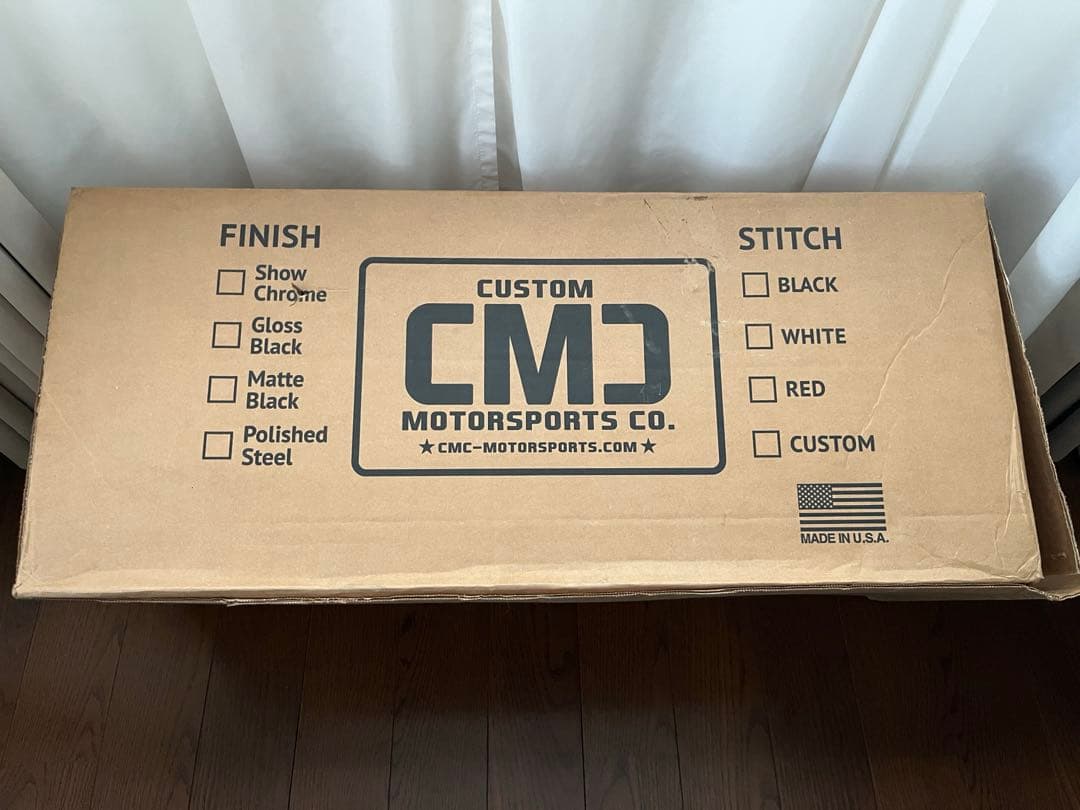 FINISH
Show
Chrome
Gloss
Black
Matte
Black
Polished
Steel
CUSTOM
CMC
MOTORSPORTS CO.
★CMC-MOTORSPORTS.COM★
STITCH
BLACK
WHITE
RED
CUSTOM
MADE IN U.S.A.